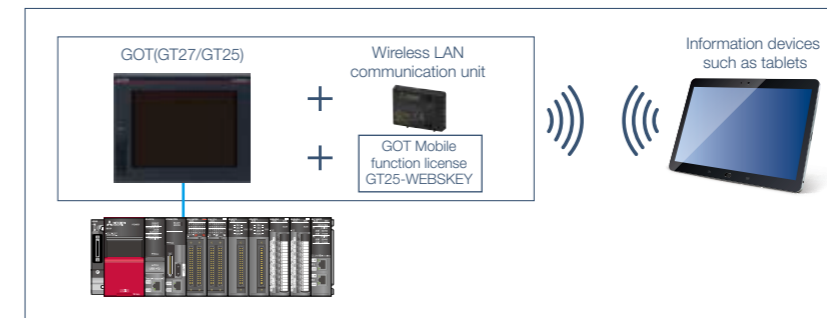 GOT(GT27/GT25)
Wireless LAN
communication unit
GOT Mobile
function license
GT25-WEBSKEY
Information devices
such as tablets